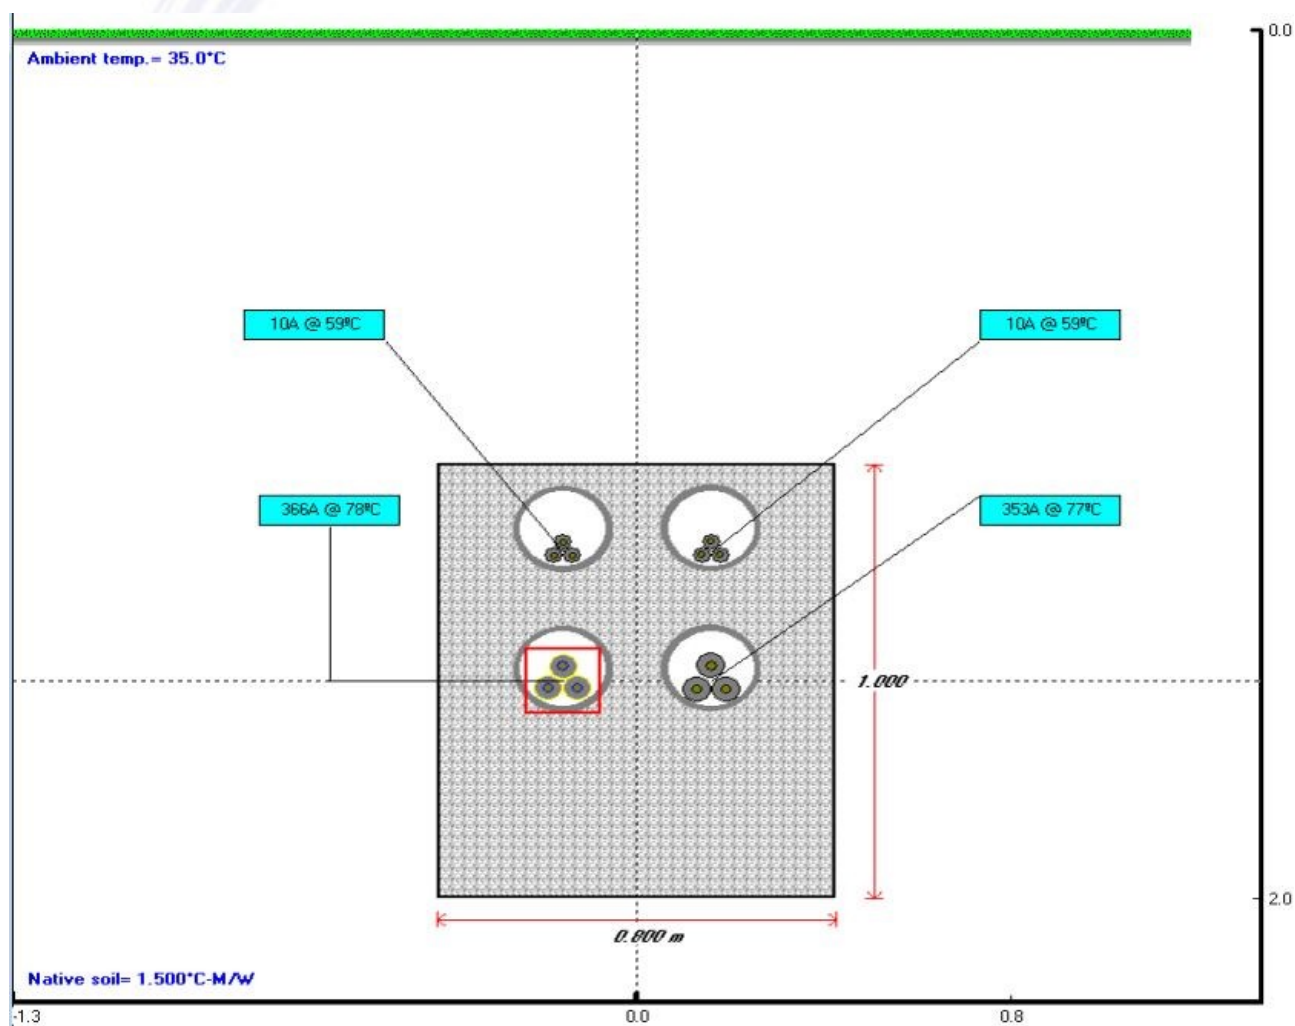 0.0
Ambient temp.= 35.0°C
10A @ 59ºC
10A @ 59ºC
366A @ 78ºC
353A @ 77ºC
1.000
2.0
0.800 m
Native soil= 1.500°C-M/W
-1.3
0.0
0.8